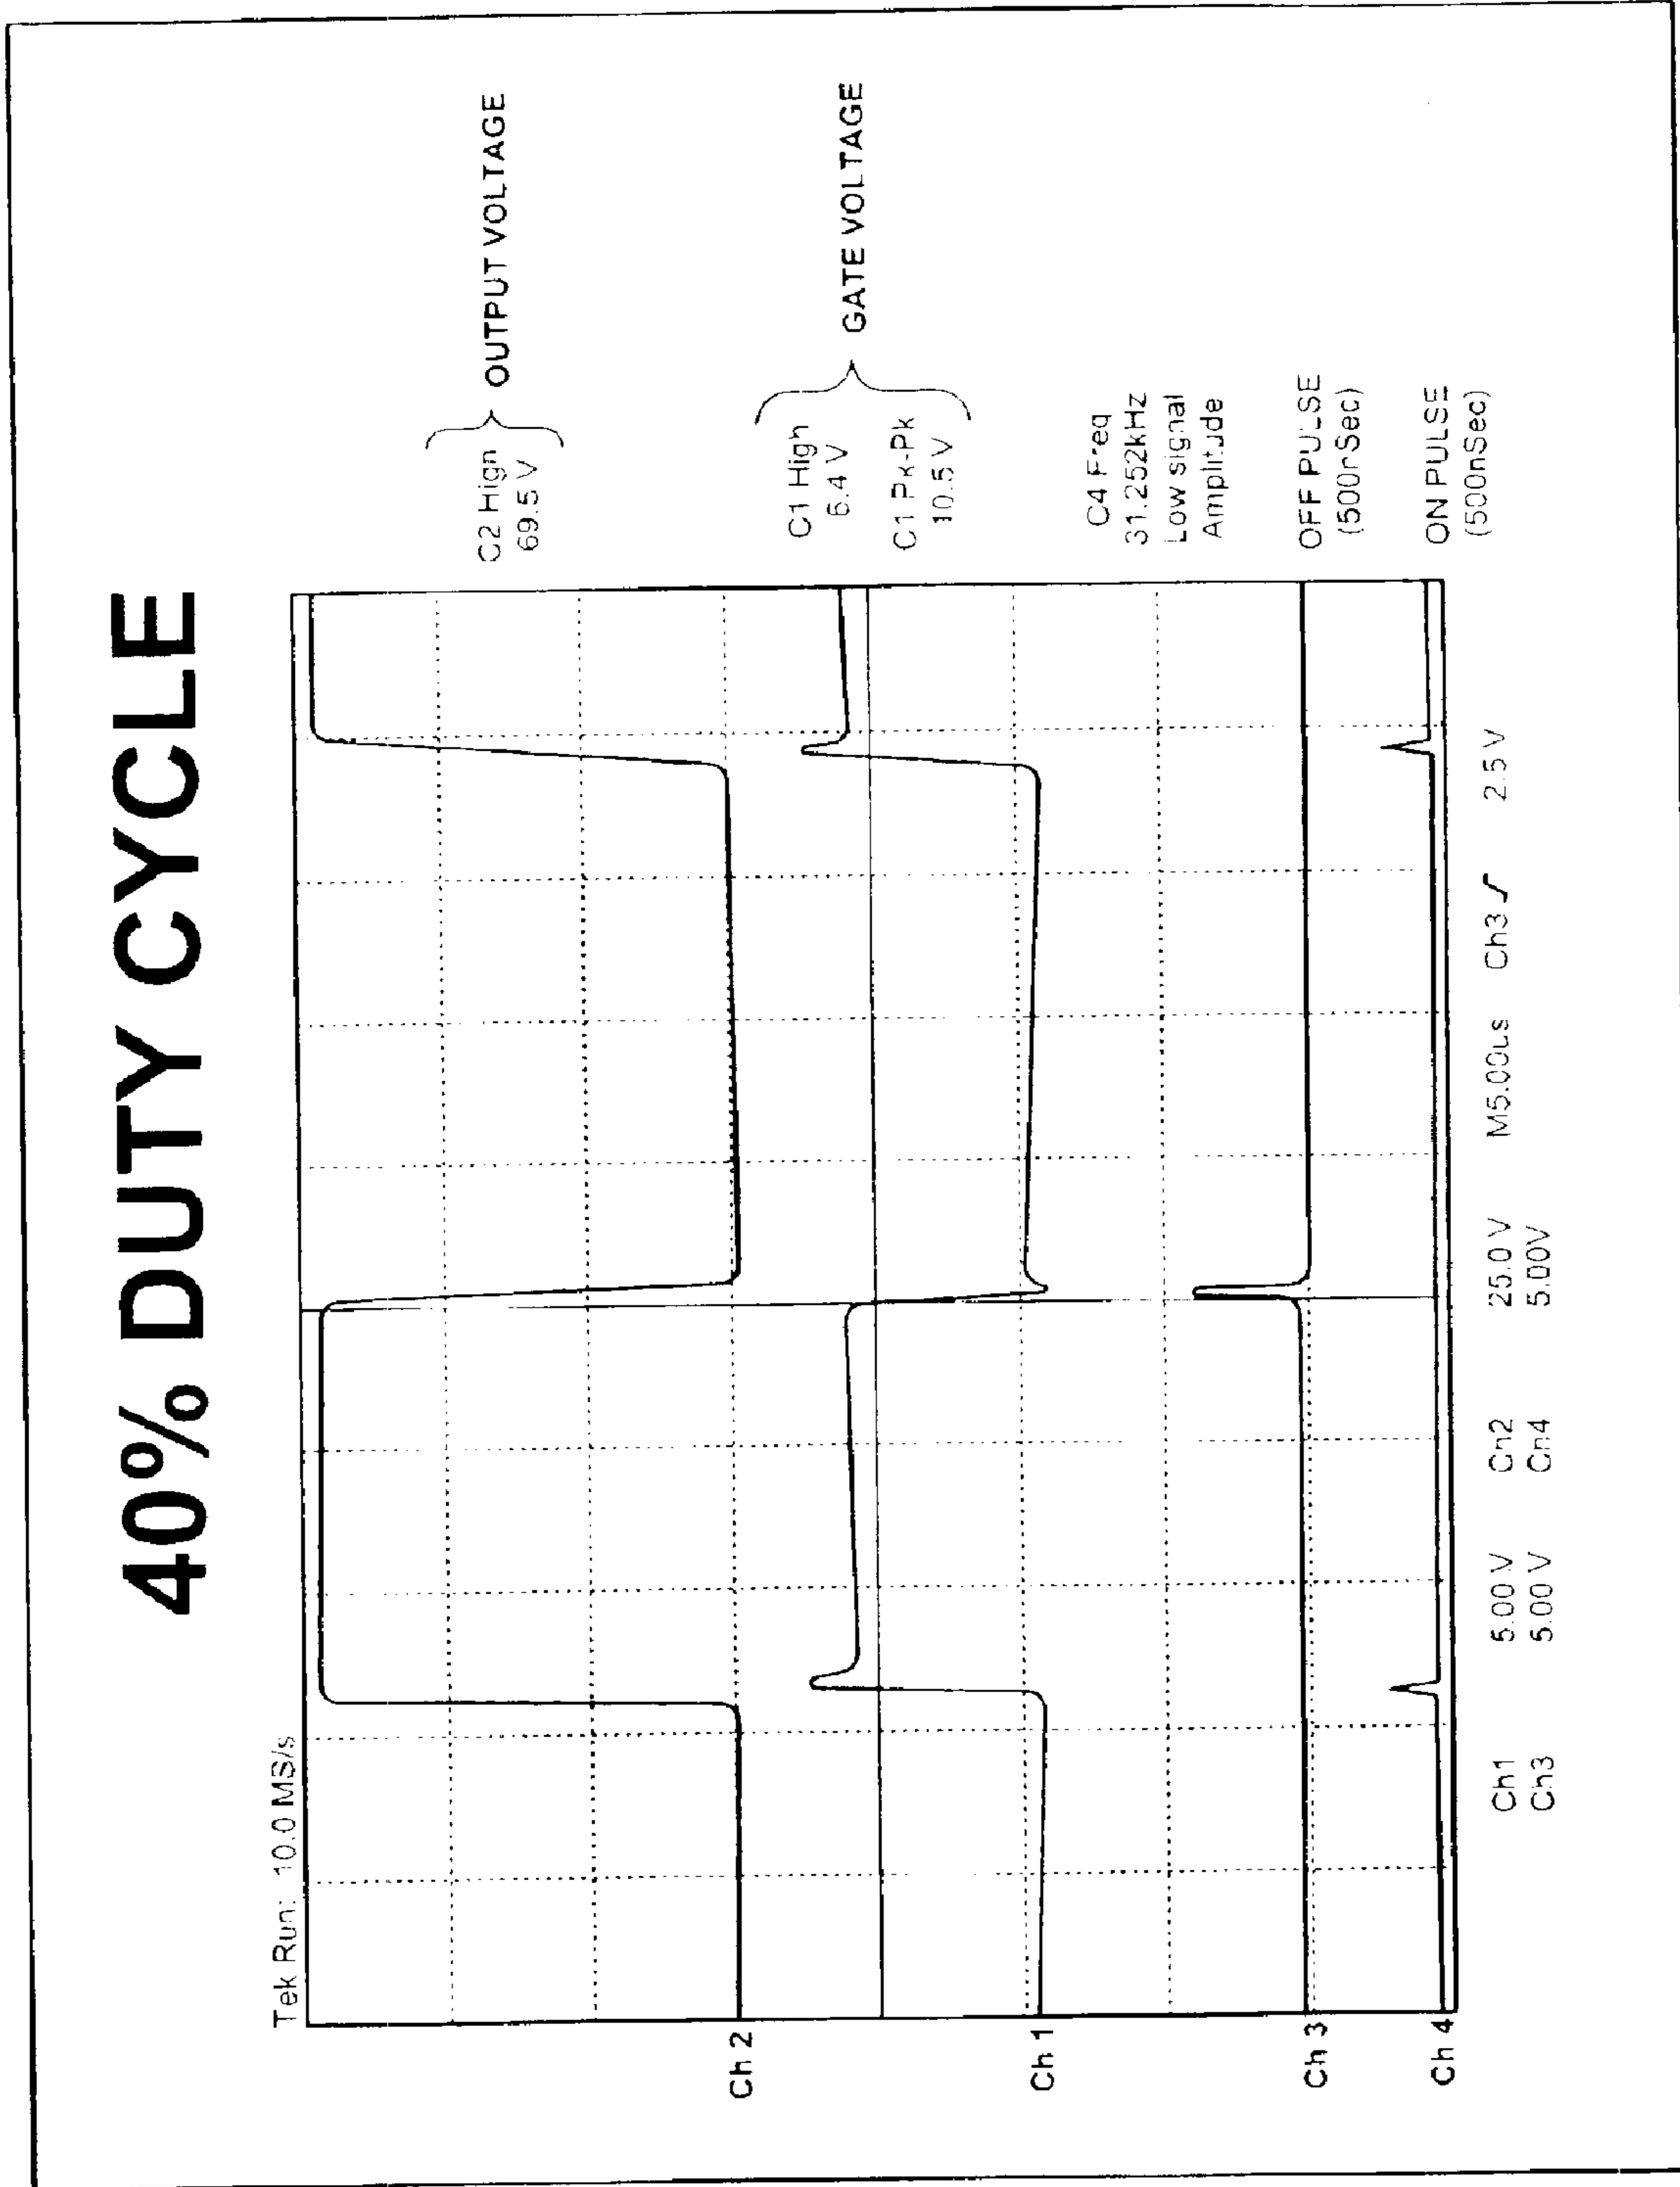 40% DUTY CYCLE
Tek Run: 10.0 MS/s
C2 High
69.5 V
OUTPUT VOLTAGE
C1 High
6.4 V
C1 Pk-Pk
10.5 V
GATE VOLTAGE
C4 Freq
31.252kHz
Low signal
Amplitude
OFF PULSE
(500nSec)
ON PULSE
(500nSec)
Ch 2
Ch 1
Ch 3
Ch 4
Ch1 5.00 V Ch2 25.0 V M5.00us Ch3 2.5 V
Ch3 5.00 V Ch4 5.00V